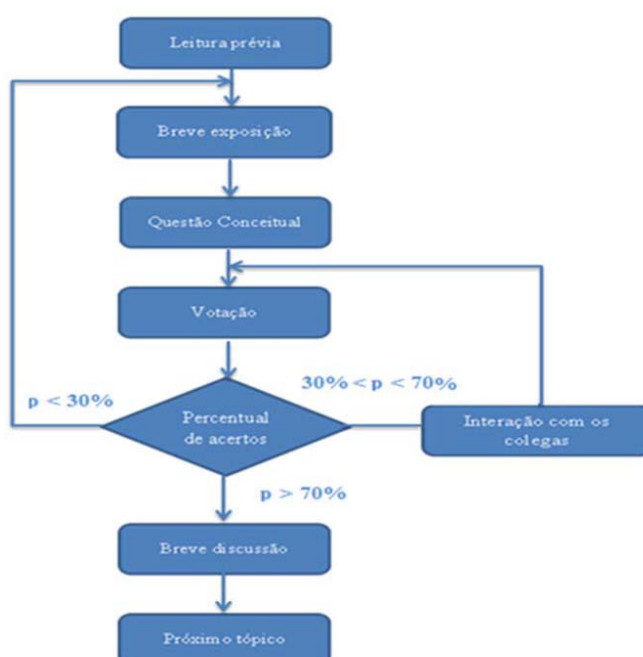 Leitura prévia
Breve exposição
Questão Conceitual
Votação
p < 30%
30% < p < 70%
Percentual
de acertos
Interação com os
colegas
p > 70%
Breve discussão
Próximo tópico